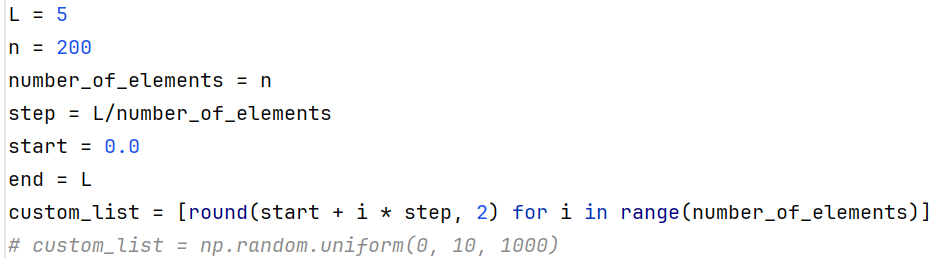 L = 5
n = 200
number_of_elements = n
step = L/number_of_elements
start = 0.0
end = L
custom_list = [round(start + i * step, 2) for i in range(number_of_elements)]
# custom_list = np.random.uniform(0, 10, 1000)